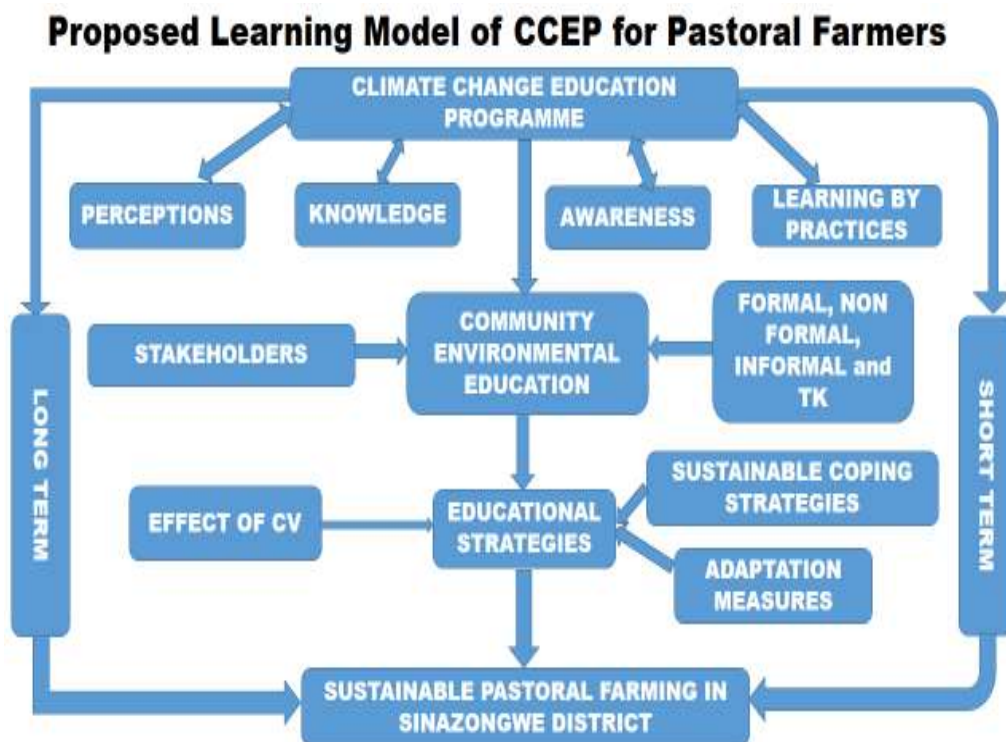 Proposed Learning Model of CCEP for Pastoral Farmers
CLIMATE CHANGE EDUCATION
PROGRAMME
PERCEPTIONS
KNOWLEDGE
AWARENESS
LEARNING BY
PRACTICES
LONG TERM
STAKEHOLDERS
COMMUNITY
ENVIRONMENTAL
EDUCATION
FORMAL, NON
FORMAL,
INFORMAL and
TK
SHORT TERM
EFFECT OF CV
EDUCATIONAL
STRATEGIES
SUSTAINABLE COPING
STRATEGIES
ADAPTATION
MEASURES
SUSTAINABLE PASTORAL FARMING IN
SINAZONGWE DISTRICT